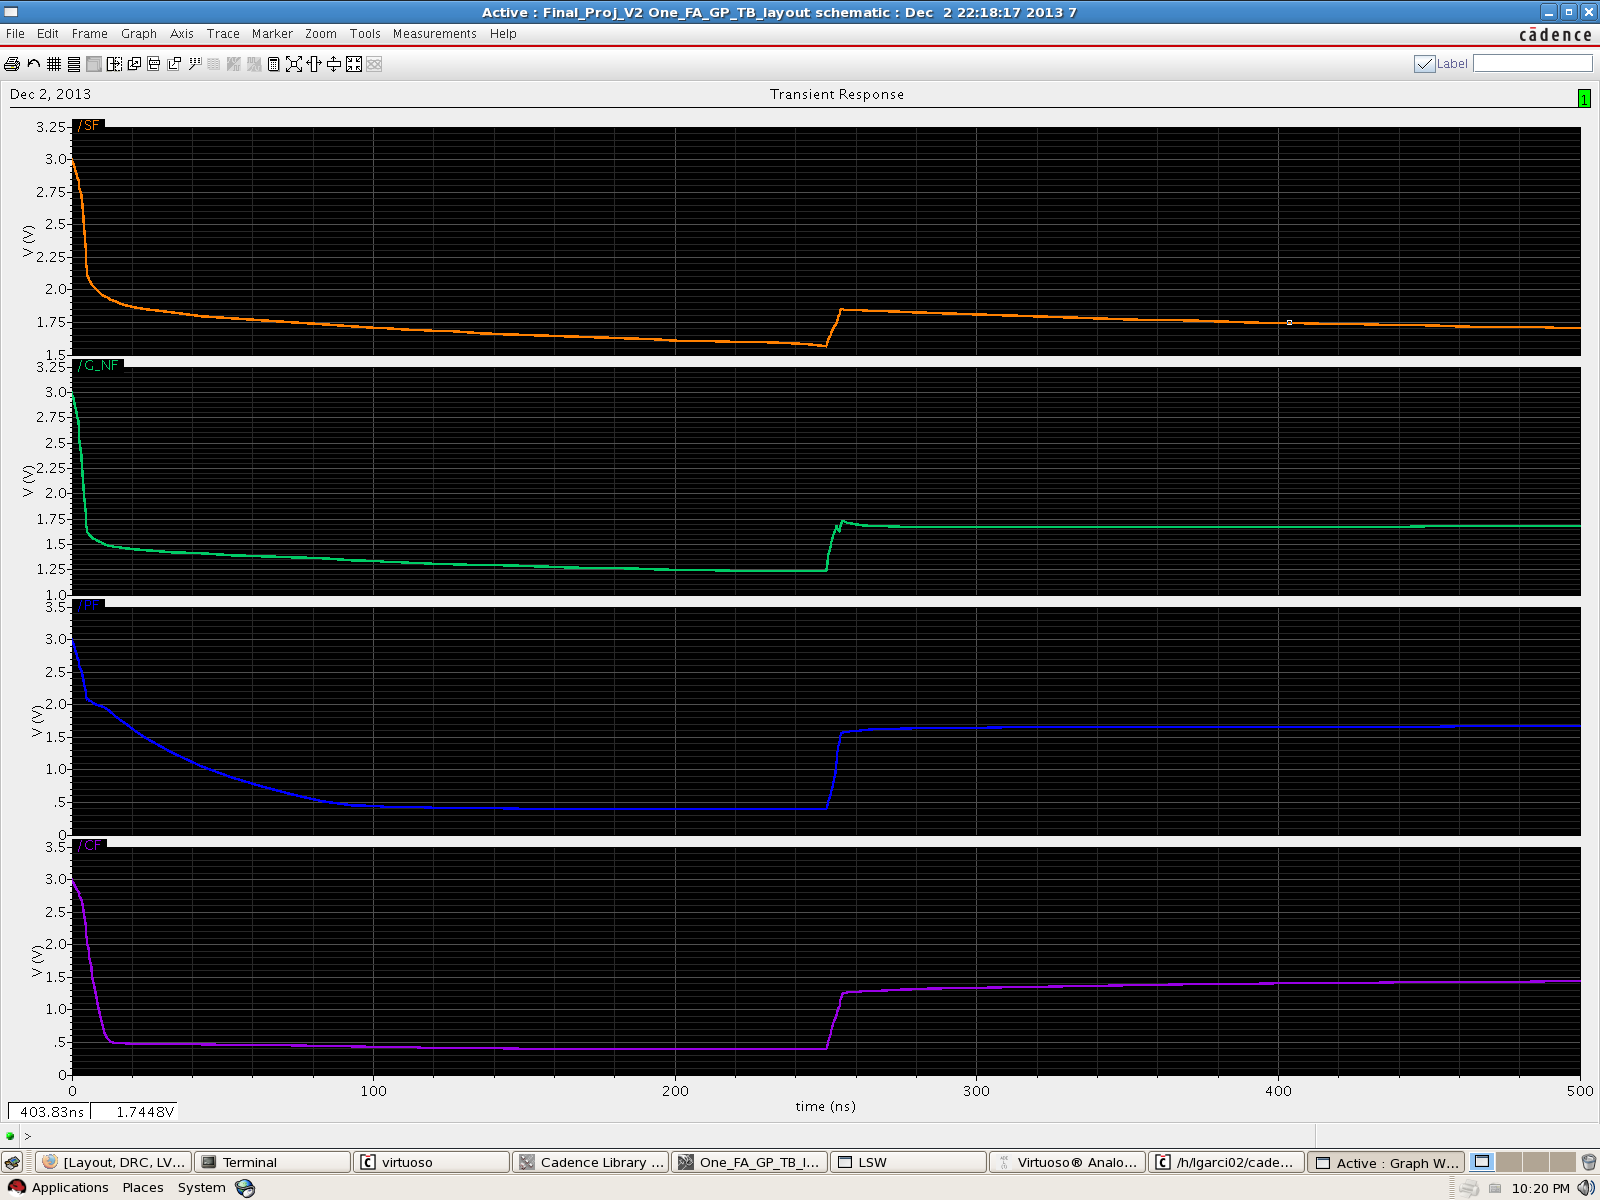 Active : Final_Proj_V2 One_FA_GP_TB_layout schematic : Dec 2 22:18:17 2013 7
File Edit Frame Graph Axis Trace Marker Zoom Tools Measurements Help
cādence
Label
Dec 2, 2013
Transient Response
1
/SF
3.25
3.0
2.75
2.5
2.25
2.0
1.75
1.5
V (V)
/G_NF
3.25
3.0
2.75
2.5
2.25
2.0
1.75
1.5
1.25
1.0
V (V)
/PF
3.5
3.0
2.5
2.0
1.5
1.0
.5
0
V (V)
/CF
3.5
3.0
2.5
2.0
1.5
1.0
.5
0
V (V)
0 100 200 300 400 500
time (ns)
403.83ns 1.7448V
>
[Layout, DRC, LV... Terminal virtuoso Cadence Library ... One_FA_GP_TB_l... LSW Virtuoso® Analo... /h/lgarci02/cade... Active : Graph W...
Applications Places System 10:20 PM